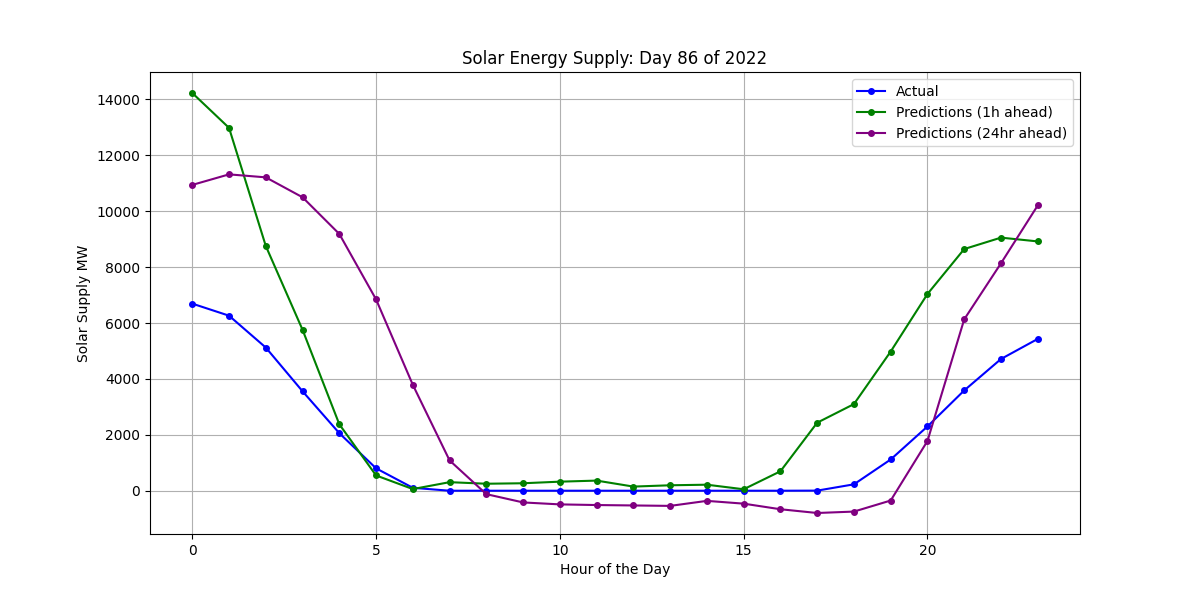 Solar Energy Supply: Day 86 of 2022
Actual
Predictions (1h ahead)
Predictions (24hr ahead)
14000
12000
10000
8000
6000
4000
2000
0
Solar Supply MW
0 5 10 15 20
Hour of the Day